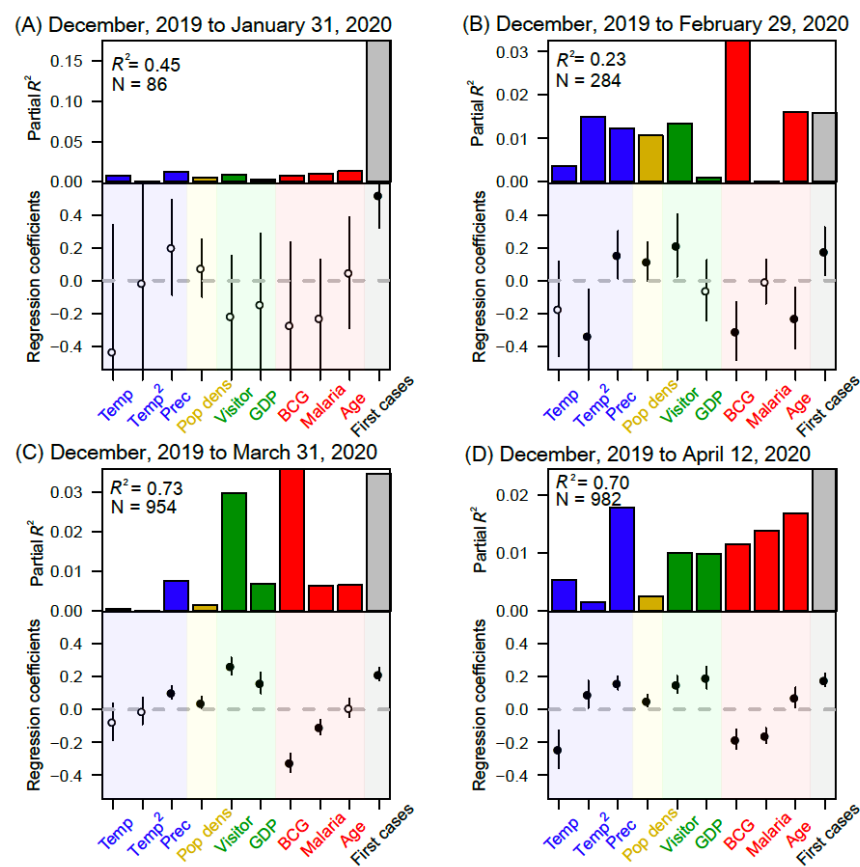 (A) December, 2019 to January 31, 2020
R² = 0.45
N = 86
Partial R²
0.15
0.10
0.05
0.00
Regression coefficients
0.4
0.2
0.0
−0.2
−0.4
Temp
Temp²
Prec
Pop dens
Visitor
GDP
BCG
Malaria
Age
First cases
(B) December, 2019 to February 29, 2020
R² = 0.23
N = 284
Partial R²
0.03
0.02
0.01
0.00
Regression coefficients
0.4
0.2
0.0
−0.2
−0.4
Temp
Temp²
Prec
Pop dens
Visitor
GDP
BCG
Malaria
Age
First cases
(C) December, 2019 to March 31, 2020
R² = 0.73
N = 954
Partial R²
0.03
0.02
0.01
0.00
Regression coefficients
0.4
0.2
0.0
−0.2
−0.4
Temp
Temp²
Prec
Pop dens
Visitor
GDP
BCG
Malaria
Age
First cases
(D) December, 2019 to April 12, 2020
R² = 0.70
N = 982
Partial R²
0.02
0.01
0.00
Regression coefficients
0.4
0.2
0.0
−0.2
−0.4
Temp
Temp²
Prec
Pop dens
Visitor
GDP
BCG
Malaria
Age
First cases